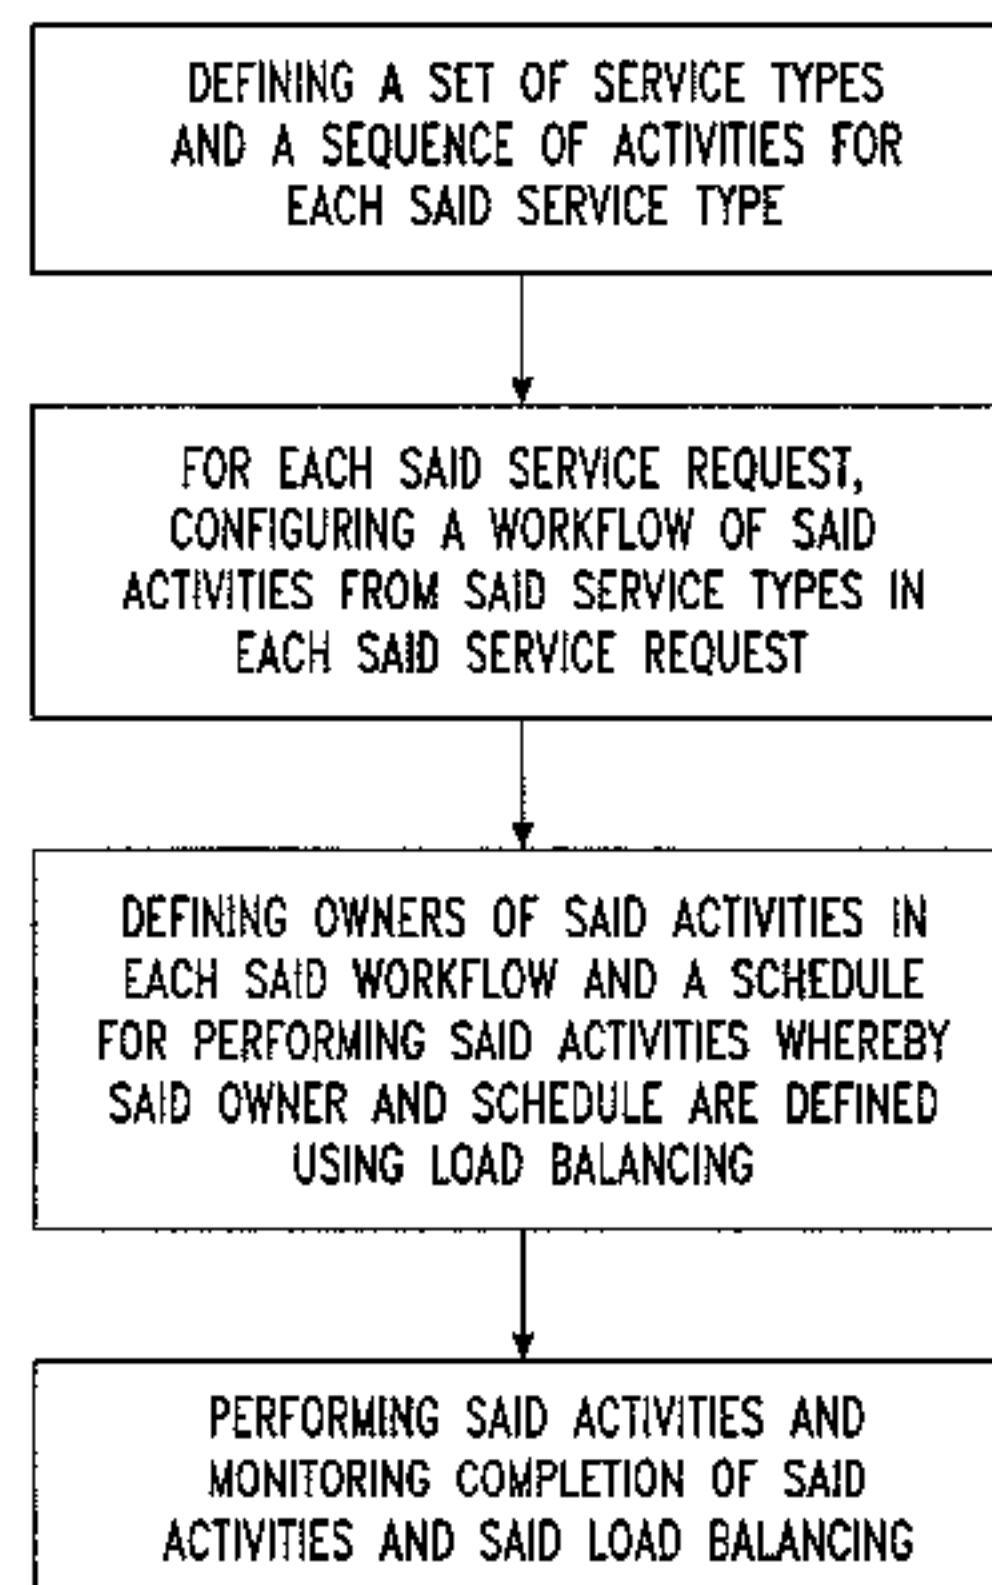 DEFINING A SET OF SERVICE TYPES
AND A SEQUENCE OF ACTIVITIES FOR
EACH SAID SERVICE TYPE
FOR EACH SAID SERVICE REQUEST,
CONFIGURING A WORKFLOW OF SAID
ACTIVITIES FROM SAID SERVICE TYPES IN
EACH SAID SERVICE REQUEST
DEFINING OWNERS OF SAID ACTIVITIES IN
EACH SAID WORKFLOW AND A SCHEDULE
FOR PERFORMING SAID ACTIVITIES WHEREBY
SAID OWNER AND SCHEDULE ARE DEFINED
USING LOAD BALANCING
PERFORMING SAID ACTIVITIES AND
MONITORING COMPLETION OF SAID
ACTIVITIES AND SAID LOAD BALANCING